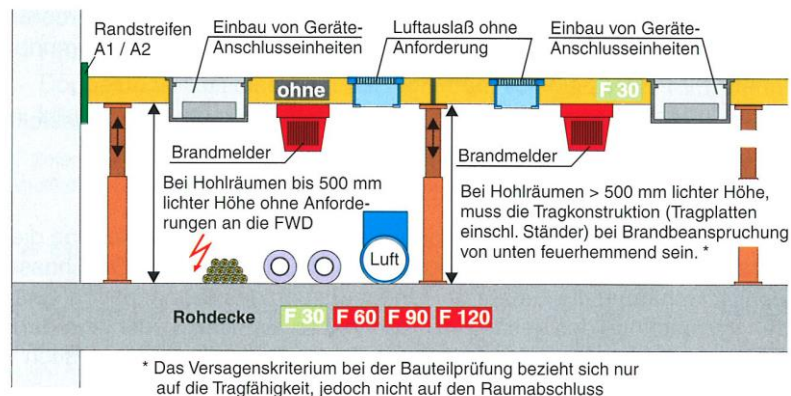 Randstreifen
A1 / A2
Einbau von Geräte-
Anschlusseinheiten
Luftauslaß ohne
Anforderung
Einbau von Geräte-
Anschlusseinheiten
ohne
F 30
Brandmelder
Brandmelder
Bei Hohlräumen bis 500 mm
lichter Höhe ohne Anforde-
rungen an die FWD
Bei Hohlräumen > 500 mm lichter Höhe,
muss die Tragkonstruktion (Tragplatten
einschl. Ständer) bei Brandbeanspruchung
von unten feuerhemmend sein. *
Luft
Rohdecke F 30 F 60 F 90 F 120
* Das Versagenskriterium bei der Bauteilprüfung bezieht sich nur
auf die Tragfähigkeit, jedoch nicht auf den Raumabschluss